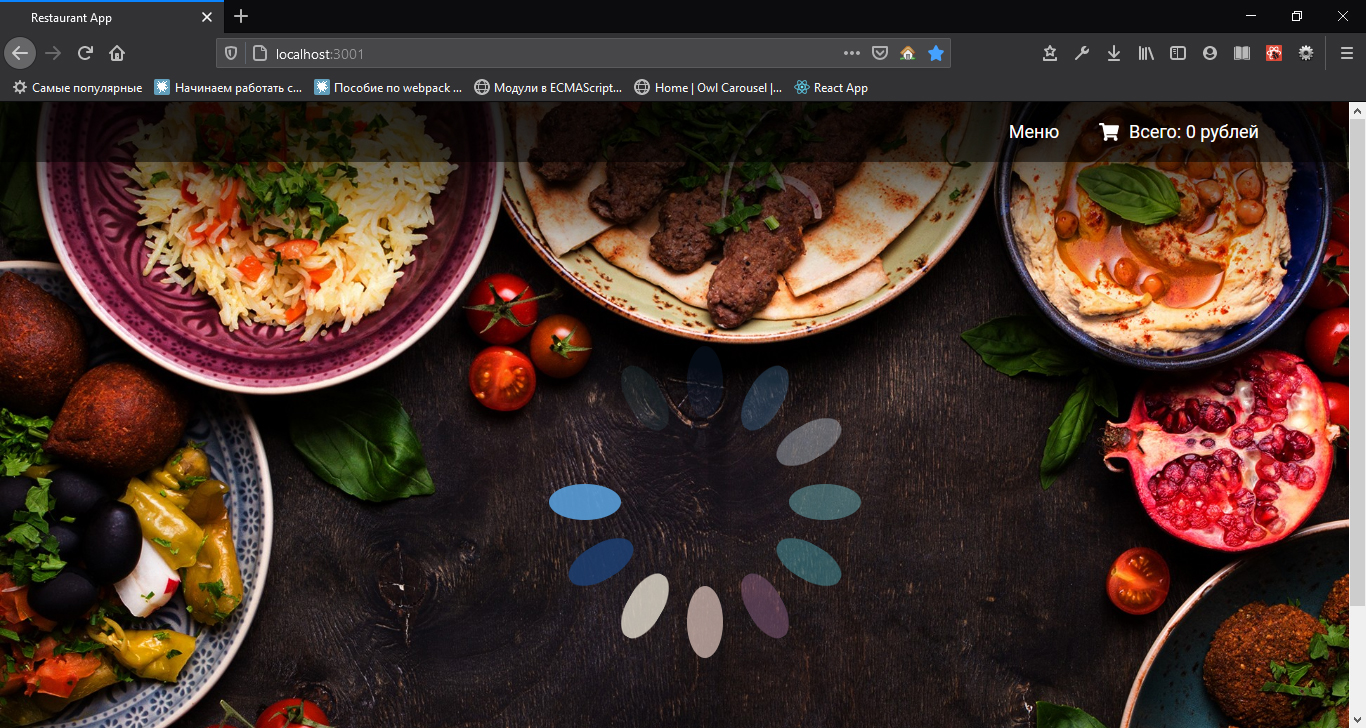 Restaurant App
localhost:3001
Самые популярные
Начинаем работать с...
Пособие по webpack ...
Модули в ECMAScript...
Home | Owl Carousel |...
React App
Меню
Всего: 0 рублей